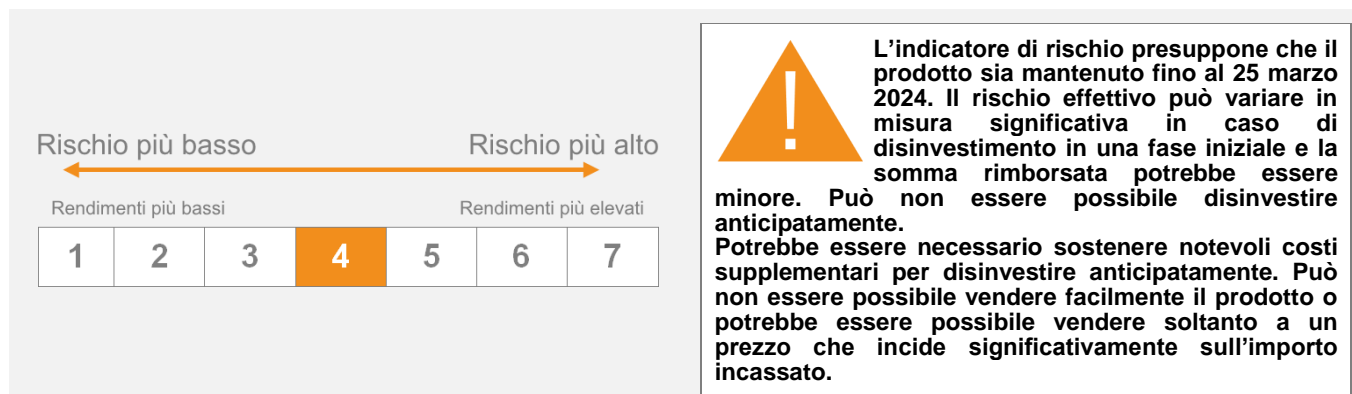 Rischio più basso
Rischio più alto
Rendimenti più bassi
Rendimenti più elevati
1 2 3 4 5 6 7
!
L’indicatore di rischio presuppone che il
prodotto sia mantenuto fino al 25 marzo
2024. Il rischio effettivo può variare in
misura significativa in caso di
disinvestimento in una fase iniziale e la
somma rimborsata potrebbe essere
minore. Può non essere possibile disinvestire
anticipatamente.
Potrebbe essere necessario sostenere notevoli costi
supplementari per disinvestire anticipatamente. Può
non essere possibile vendere facilmente il prodotto o
potrebbe essere possibile vendere soltanto a un
prezzo che incide significativamente sull’importo
incassato.